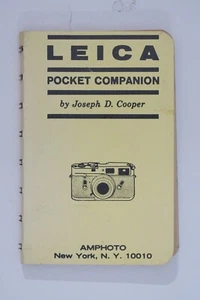 LEICA
POCKET COMPANION
by Joseph D. Cooper
AMPHOTO
New York, N. Y. 10010